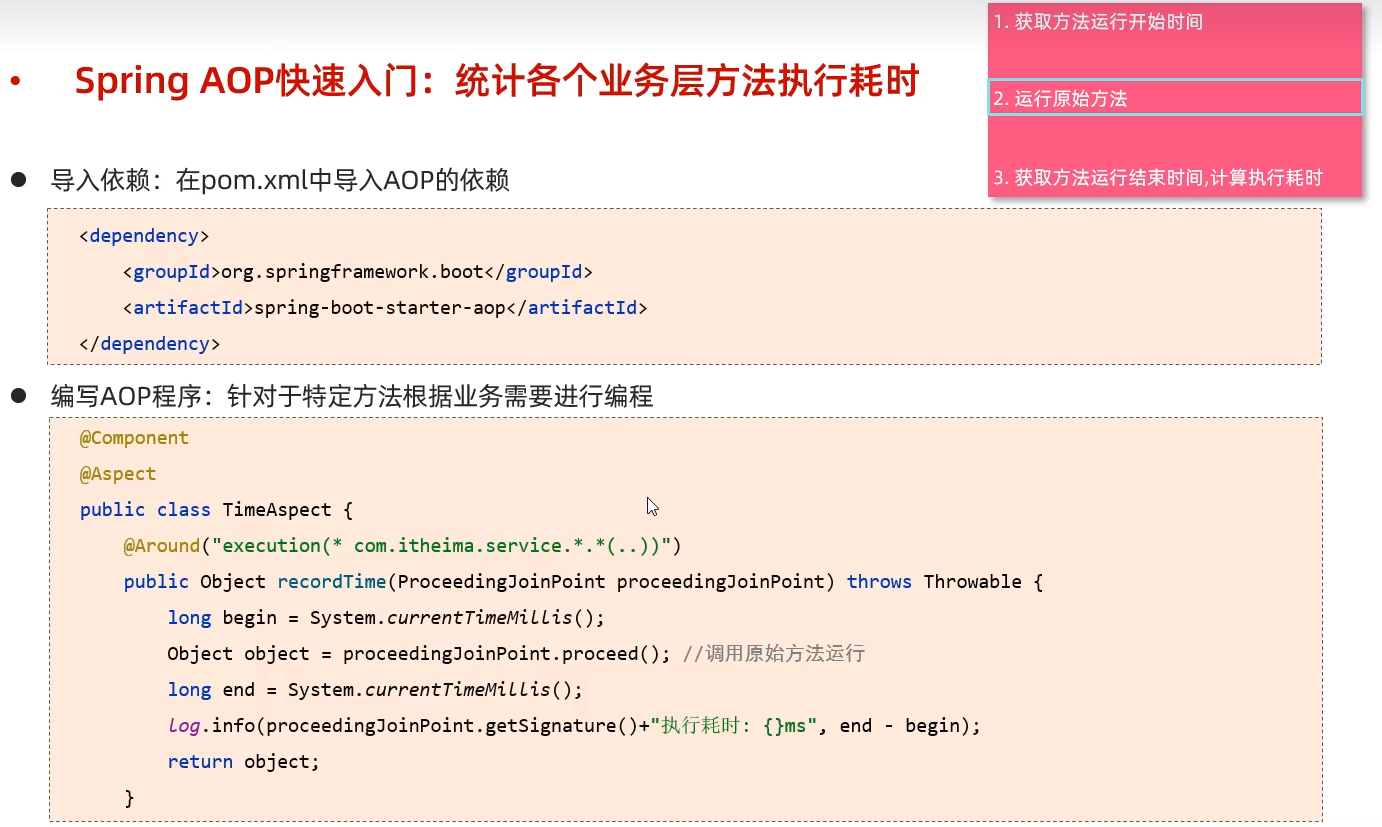 Spring AOP快速入门：统计各个业务层方法执行耗时
1. 获取方法运行开始时间
2. 运行原始方法
3. 获取方法运行结束时间,计算执行耗时
导入依赖：在pom.xml中导入AOP的依赖
<dependency>
    <groupId>org.springframework.boot</groupId>
    <artifactId>spring-boot-starter-aop</artifactId>
</dependency>
编写AOP程序：针对于特定方法根据业务需要进行编程
@Component
@Aspect
public class TimeAspect {
    @Around("execution(* com.itheima.service.*.*(..))")
    public Object recordTime(ProceedingJoinPoint proceedingJoinPoint) throws Throwable {
        long begin = System.currentTimeMillis();
        Object object = proceedingJoinPoint.proceed(); //调用原始方法运行
        long end = System.currentTimeMillis();
        log.info(proceedingJoinPoint.getSignature()+"执行耗时: {}ms", end - begin);
        return object;
    }